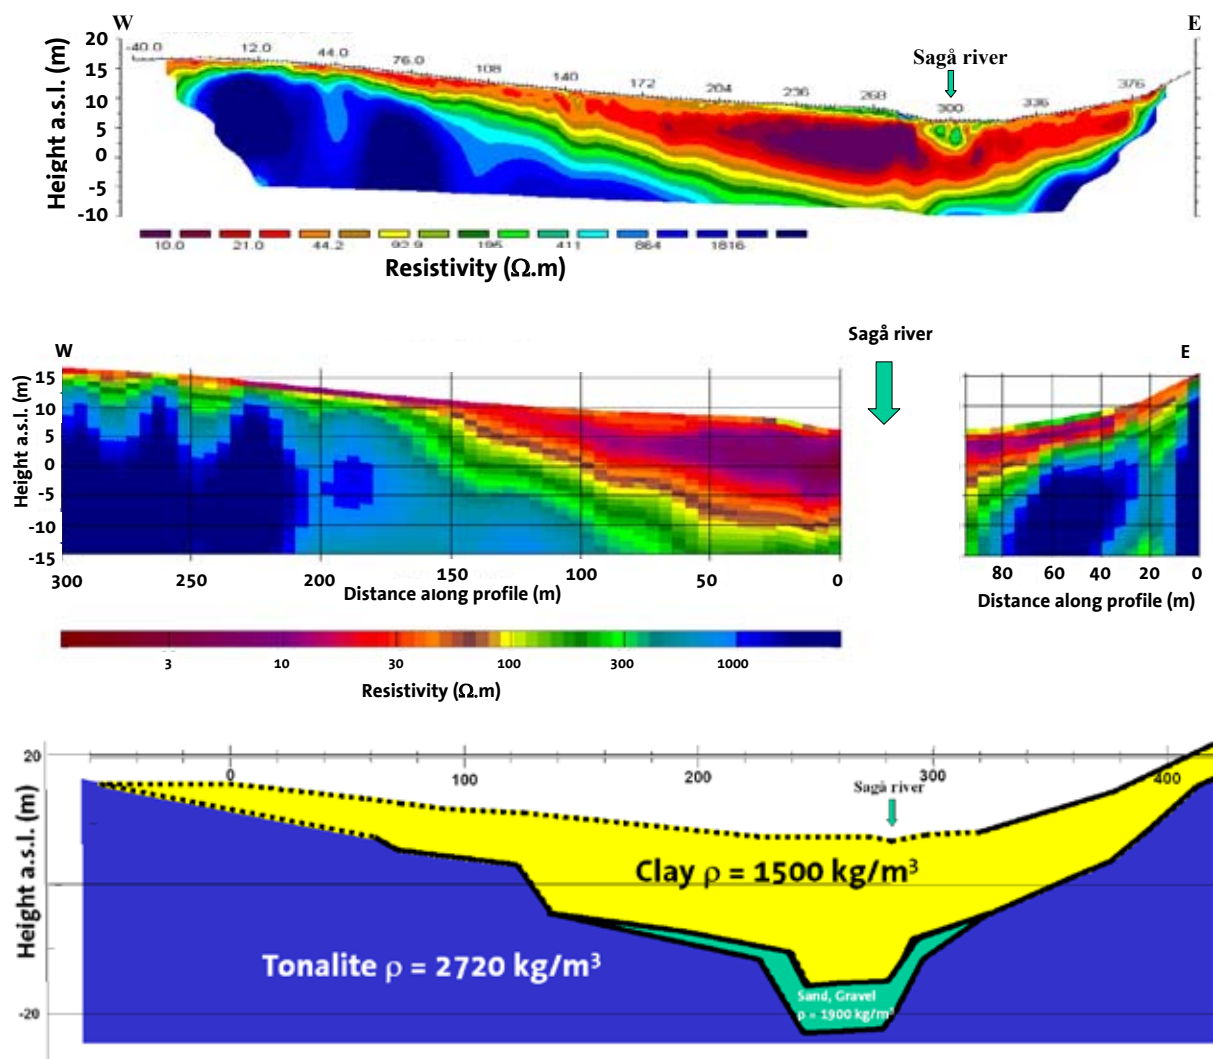 W
E
Sagå river
Height a.s.l. (m)
20
15
10
5
0
-5
-10
-40.0 12.0 44.0 76.0 108 140 172 204 236 268 300 336 376
10.0 21.0 44.2 92.9 195 411 864 1816
Resistivity (Ω.m)
Sagå river
W
E
Height a.s.l. (m)
15
10
5
0
-5
-10
-15
300 250 200 150 100 50 0
Distance along profile (m)
80 60 40 20 0
Distance along profile (m)
3 10 30 100 300 1000
Resistivity (Ω.m)
Height a.s.l. (m)
20
-20
0 100 200 300 400
Sagå river
Clay ρ = 1500 kg/m³
Tonalite ρ = 2720 kg/m³
Sand, Gravel
ρ = 1900 kg/m³